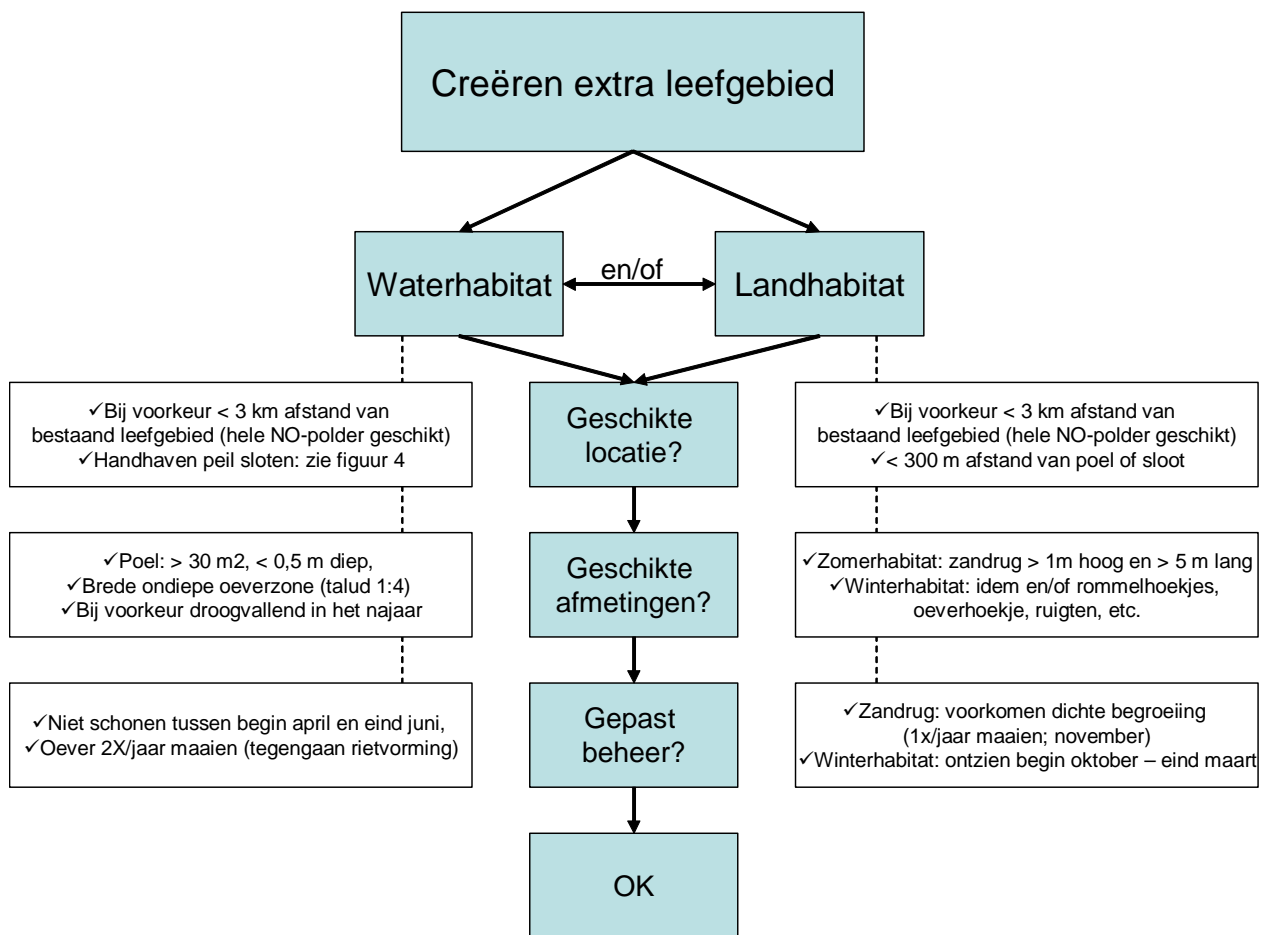 Creëren extra leefgebied
Waterhabitat
en/of
Landhabitat
✓Bij voorkeur < 3 km afstand van
bestaand leefgebied (hele NO-polder geschikt)
✓Handhaven peil sloten: zie figuur 4
Geschikte
locatie?
✓Bij voorkeur < 3 km afstand van
bestaand leefgebied (hele NO-polder geschikt)
✓< 300 m afstand van poel of sloot
✓Poel: > 30 m2, < 0,5 m diep,
✓Brede ondiepe oeverzone (talud 1:4)
✓Bij voorkeur droogvallend in het najaar
Geschikte
afmetingen?
✓Zomerhabitat: zandrug > 1m hoog en > 5 m lang
✓Winterhabitat: idem en/of rommelhoekjes,
oeverhoekje, ruigten, etc.
✓Niet schonen tussen begin april en eind juni,
✓Oever 2X/jaar maaien (tegengaan rietvorming)
Gepast
beheer?
✓Zandrug: voorkomen dichte begroeiing
(1x/jaar maaien; november)
✓Winterhabitat: ontzien begin oktober – eind maart
OK